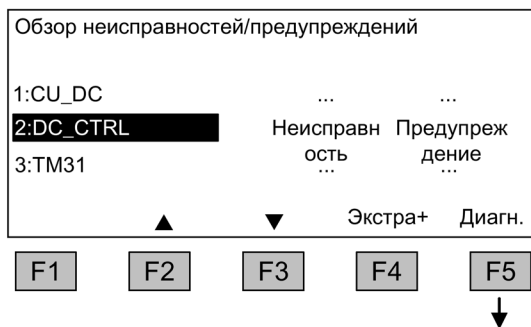 Обзор неисправностей/предупреждений
1:CU_DC ... ...
2:DC_CTRL Неисправн Предупреж
ость дение
3:TM31 ... ...
▲ ▼ Экстра+ Диагн.
F1 F2 F3 F4 F5